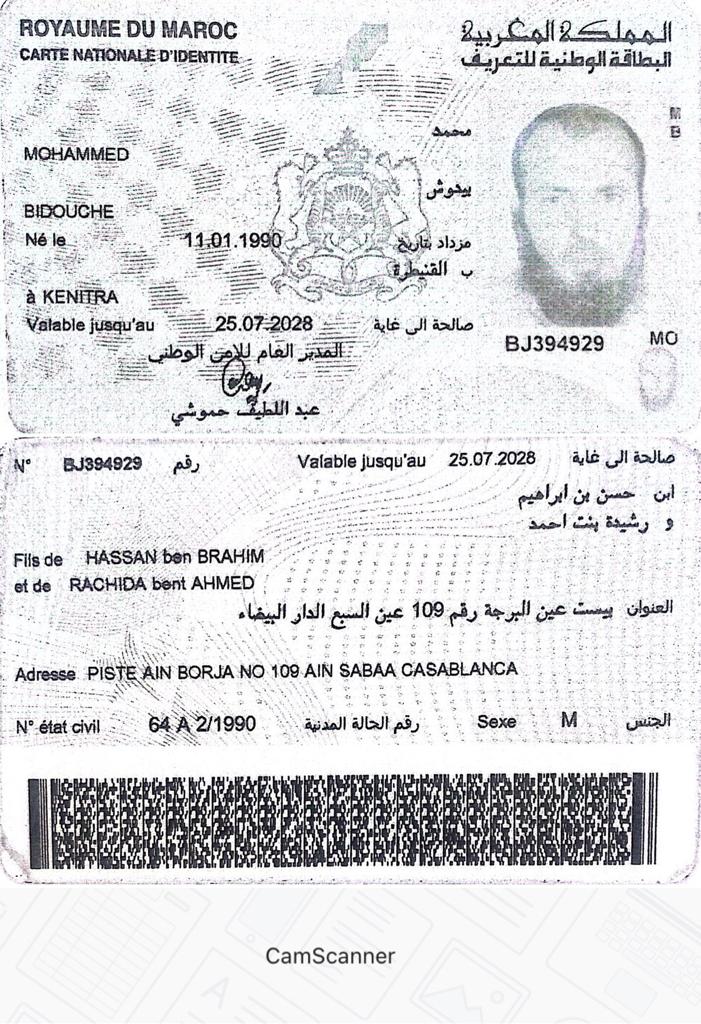 ROYAUME DU MAROC
المملكة المغربية
CARTE NATIONALE D'IDENTITE
البطاقة الوطنية للتعريف
محمد
MOHAMMED
بيدوش
BIDOUCHE
Né le 11.01.1990 مزداد بتاريخ
ب القنيطرة
à KENITRA
Valable jusqu'au 25.07.2028 صالحة الى غاية
BJ394929
MO
المدير العام للامن الوطني
عبد اللطيف حموشي
N° BJ394929 رقم Valable jusqu'au 25.07.2028 صالحة الى غاية
ابن حسن بن ابراهيم
و رشيدة بنت احمد
Fils de HASSAN ben BRAHIM
et de RACHIDA bent AHMED
العنوان بيست عين البرجة رقم 109 عين السبع الدار البيضاء
Adresse PISTE AIN BORJA NO 109 AIN SABAA CASABLANCA
N° état civil 64 A 2/1990 رقم الحالة المدنية Sexe M الجنس
CamScanner